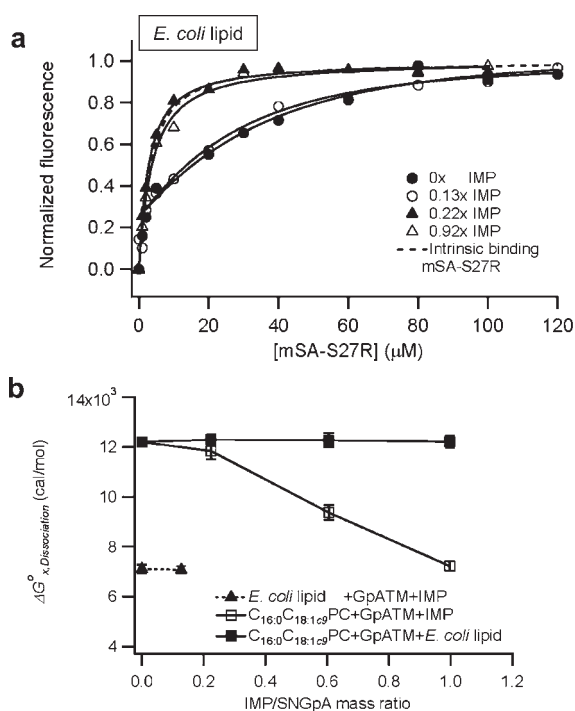 a
E. coli lipid
Normalized fluorescence
1.0
0.8
0.6
0.4
0.2
0.0
0x IMP
0.13x IMP
0.22x IMP
0.92x IMP
Intrinsic binding
mSA-S27R
0 20 40 60 80 100 120
[mSA-S27R] (μM)
b
14x10³
12
10
8
6
4
ΔG°x,Dissociation (cal/mol)
E. coli lipid +GpATM+IMP
C16:0C18:1c9PC+GpATM+IMP
C16:0C18:1c9PC+GpATM+E. coli lipid
0.0 0.2 0.4 0.6 0.8 1.0 1.2
IMP/SNGpA mass ratio